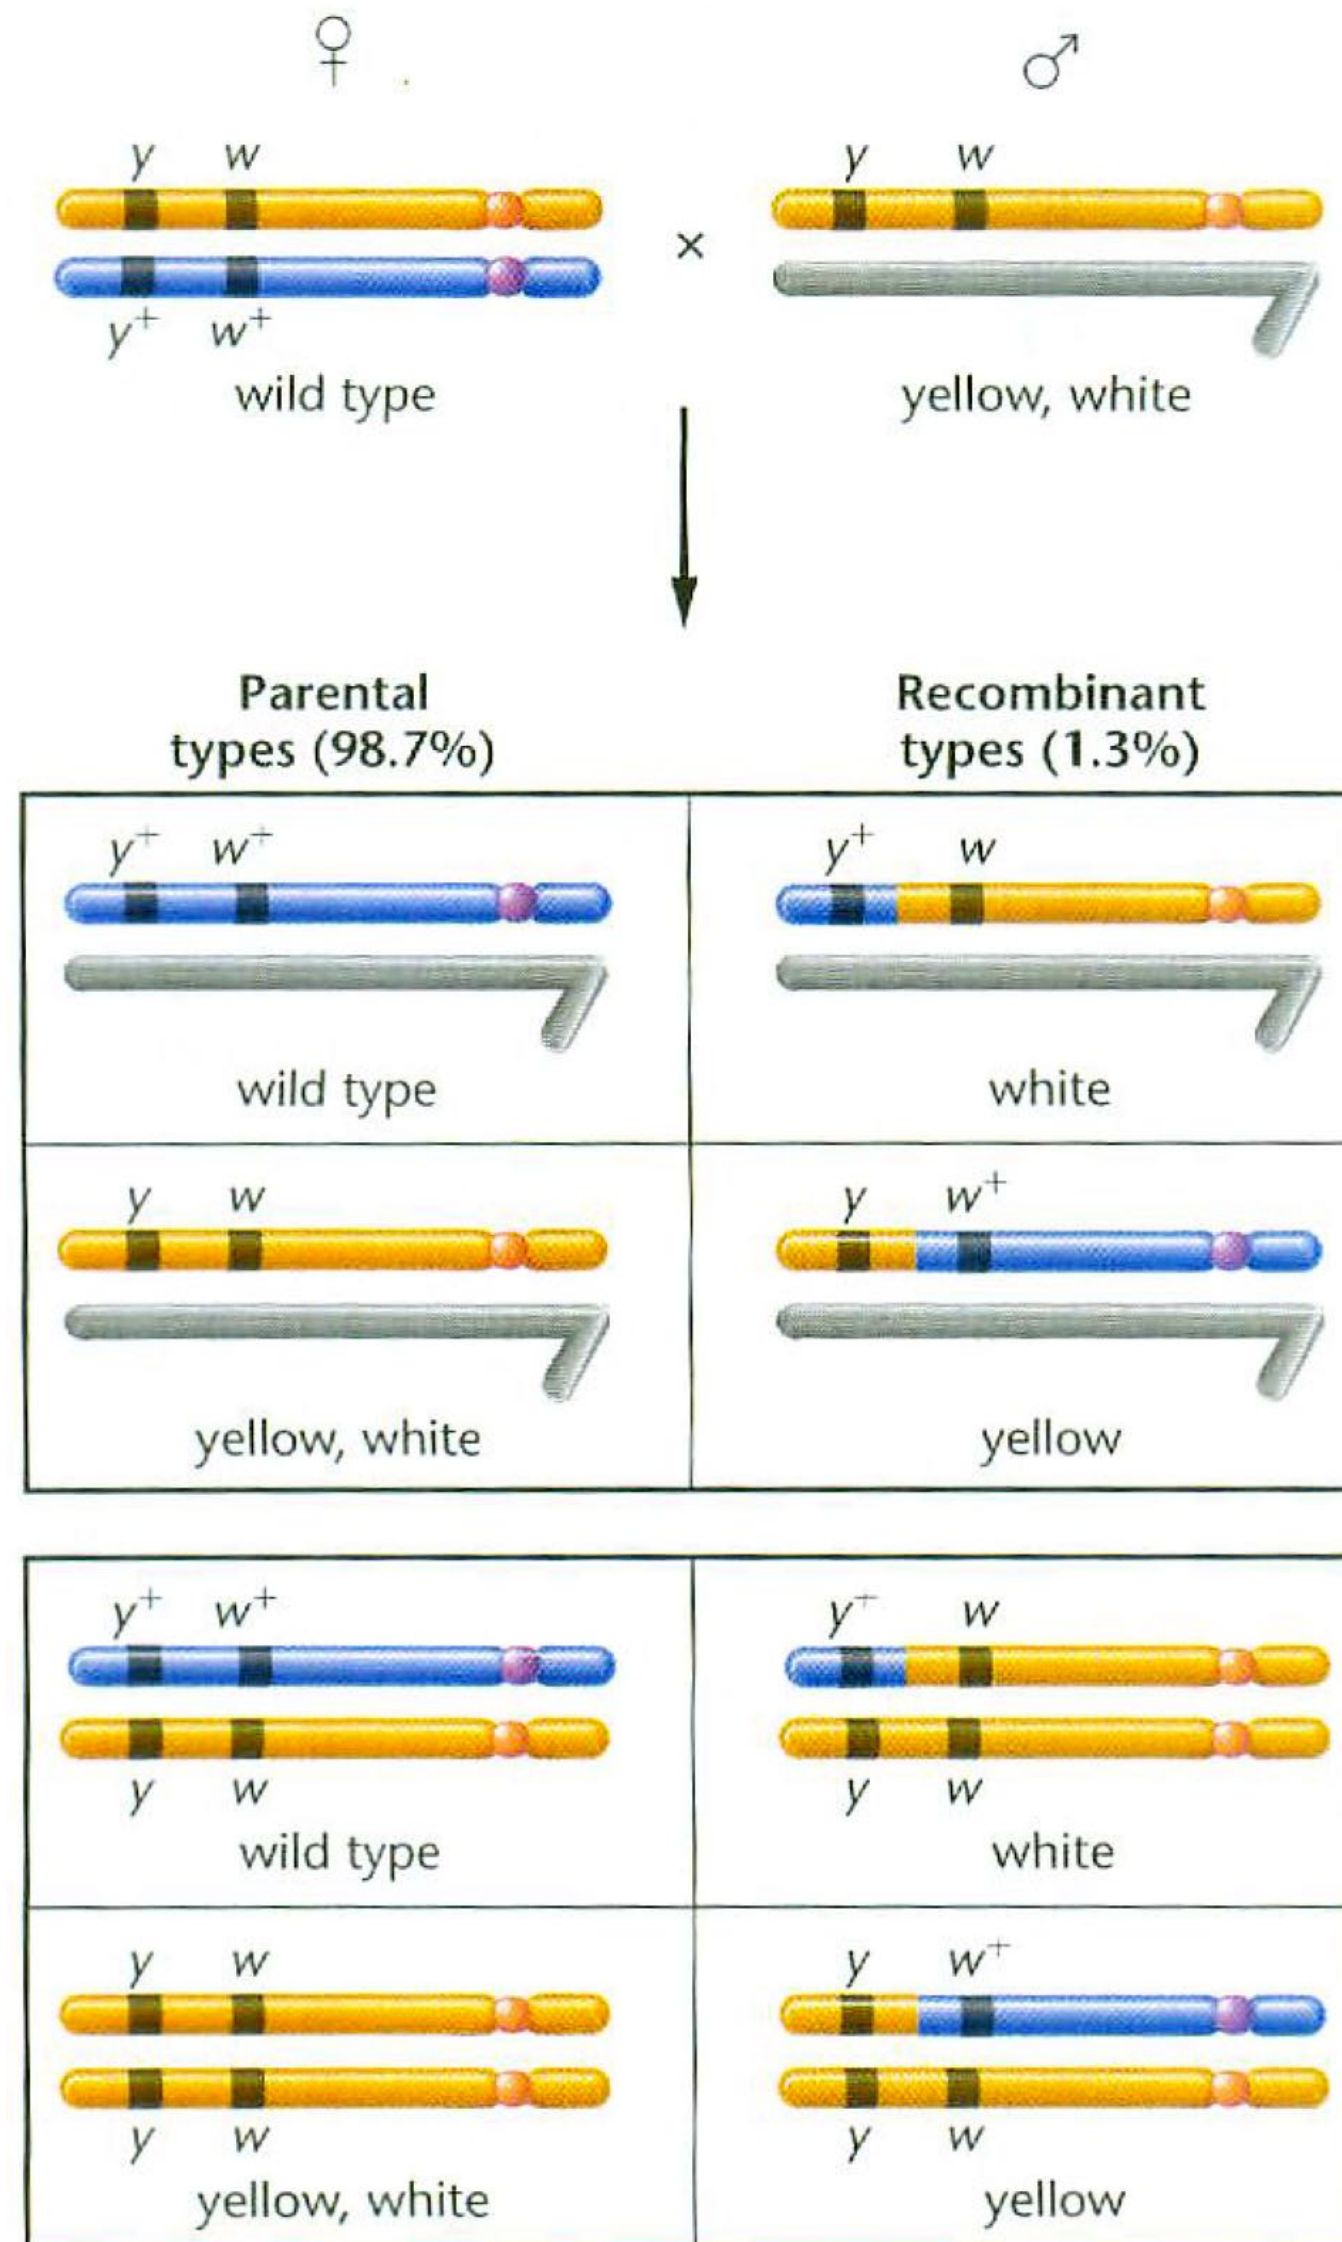 ♀ ♂
y w y w
×
y⁺ w⁺
wild type yellow, white
Parental Recombinant
types (98.7%) types (1.3%)
y⁺ w⁺ y⁺ w
wild type white
y w y w⁺
yellow, white yellow
y⁺ w⁺ y⁺ w
y w y w
wild type white
y w y w⁺
y w y w
yellow, white yellow